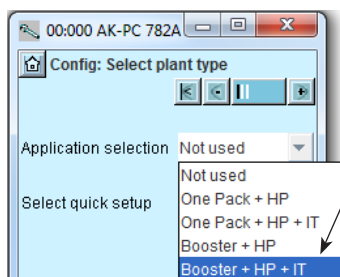 00:000 AK-PC 782A
Config: Select plant type
Application selection Not used
Not used
Select quick setup
One Pack + HP
One Pack + HP + IT
Booster + HP
Booster + HP + IT